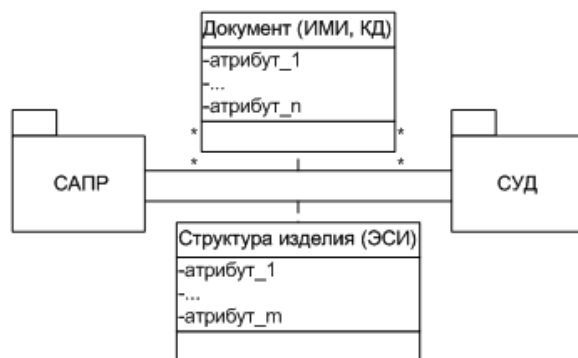 Документ (ИМИ, КД)
-атрибут_1
-...
-атрибут_n
* *
* *
САПР
СУД
Структура изделия (ЭСИ)
-атрибут_1
-...
-атрибут_m